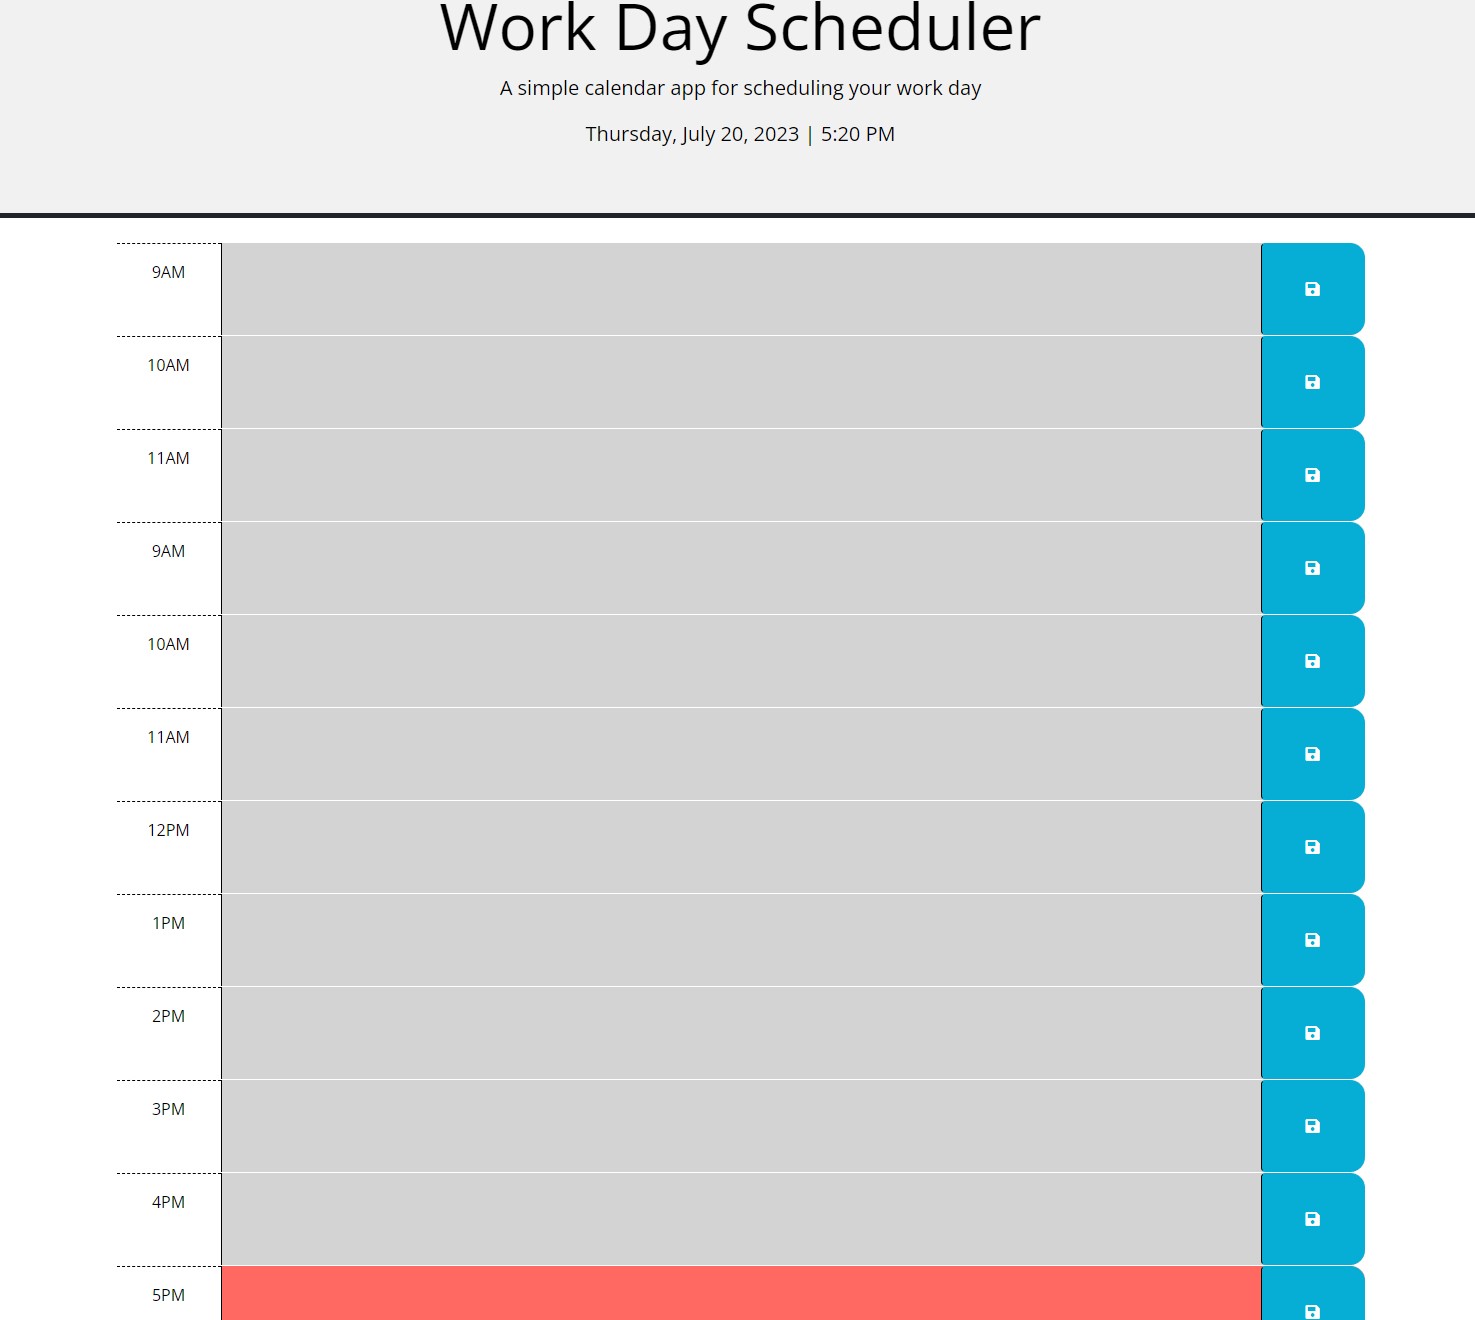 Work Day Scheduler
A simple calendar app for scheduling your work day
Thursday, July 20, 2023 | 5:20 PM
9AM
10AM
11AM
9AM
10AM
11AM
12PM
1PM
2PM
3PM
4PM
5PM